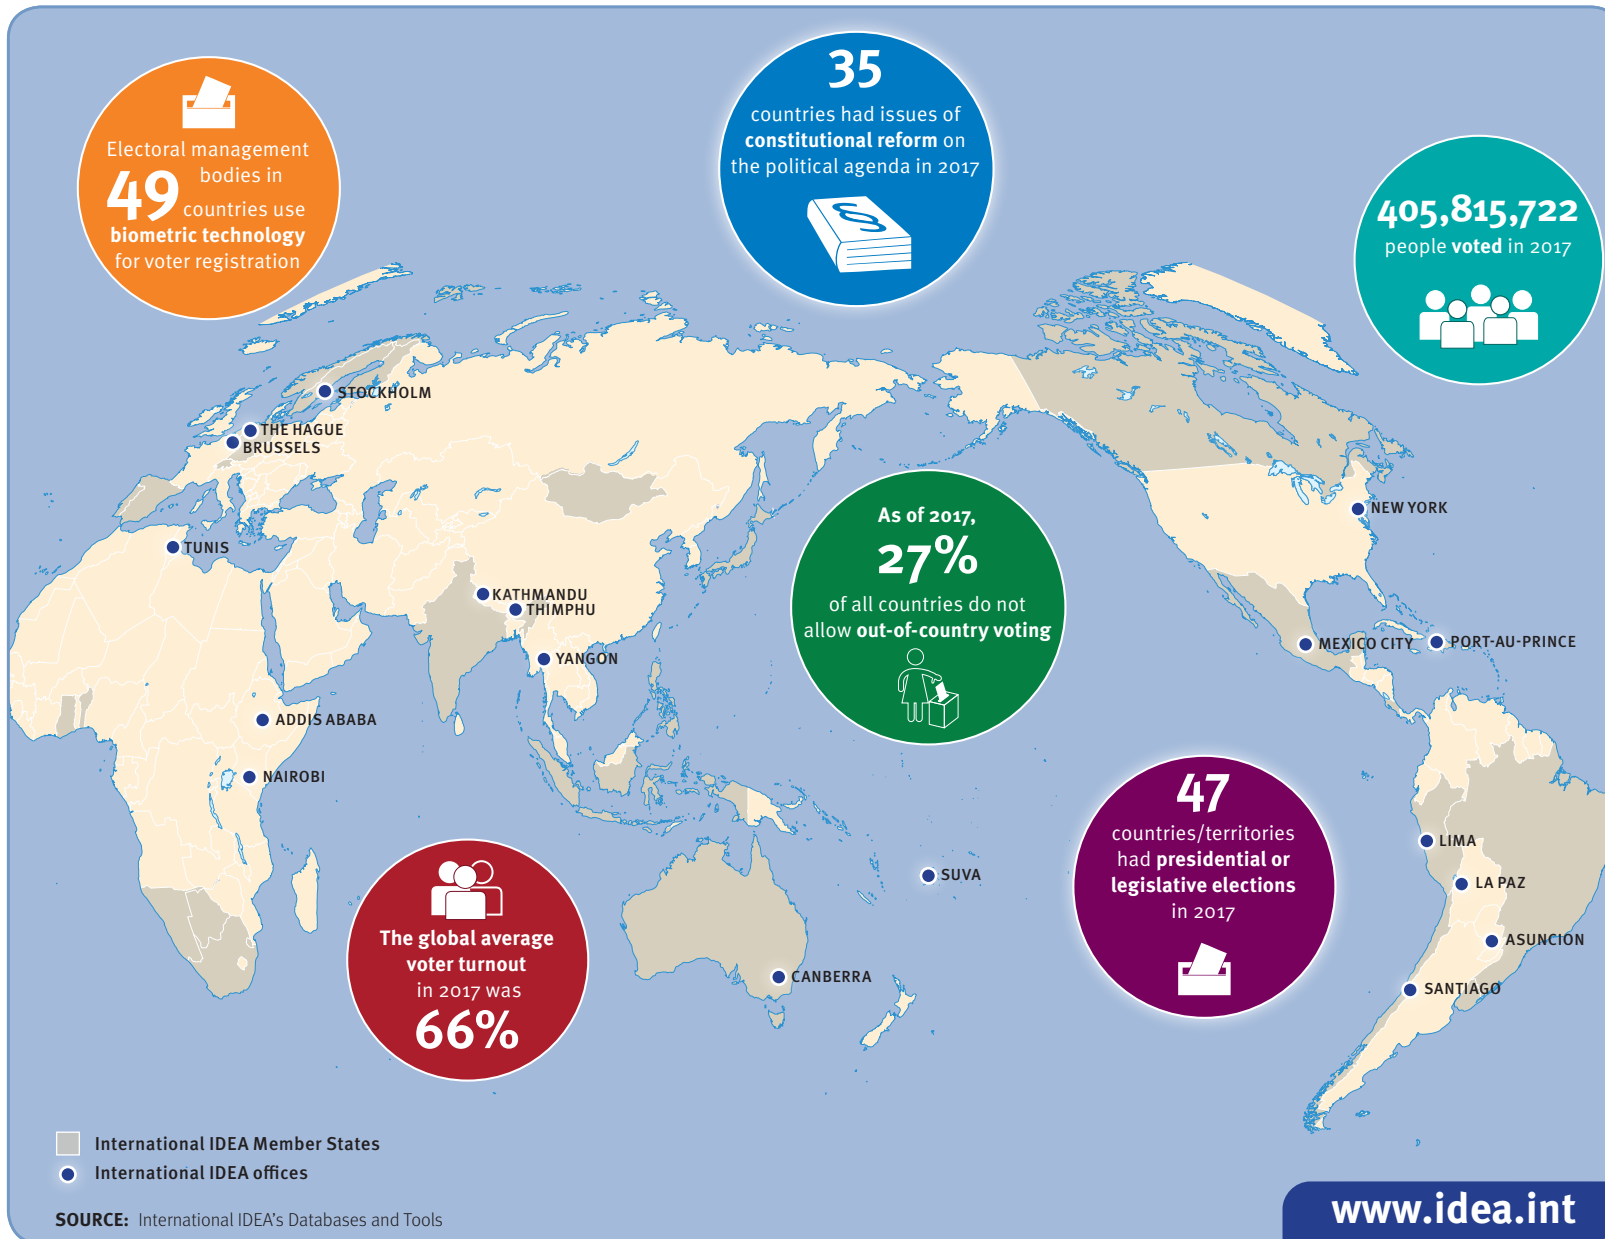 35
countries had issues of
constitutional reform on
the political agenda in 2017
Electoral management
bodies in
49 countries use
biometric technology
for voter registration
405,815,722
people voted in 2017
STOCKHOLM
THE HAGUE
BRUSSELS
As of 2017,
27%
of all countries do not
allow out-of-country voting
NEW YORK
TUNIS
KATHMANDU
THIMPHU
YANGON
MEXICO CITY
PORT-AU-PRINCE
ADDIS ABABA
NAIROBI
47
countries/territories
had presidential or
legislative elections
in 2017
LIMA
LA PAZ
ASUNCIÓN
SANTIAGO
SUVA
CANBERRA
The global average
voter turnout
in 2017 was
66%
International IDEA Member States
International IDEA offices
SOURCE: International IDEA's Databases and Tools
www.idea.int